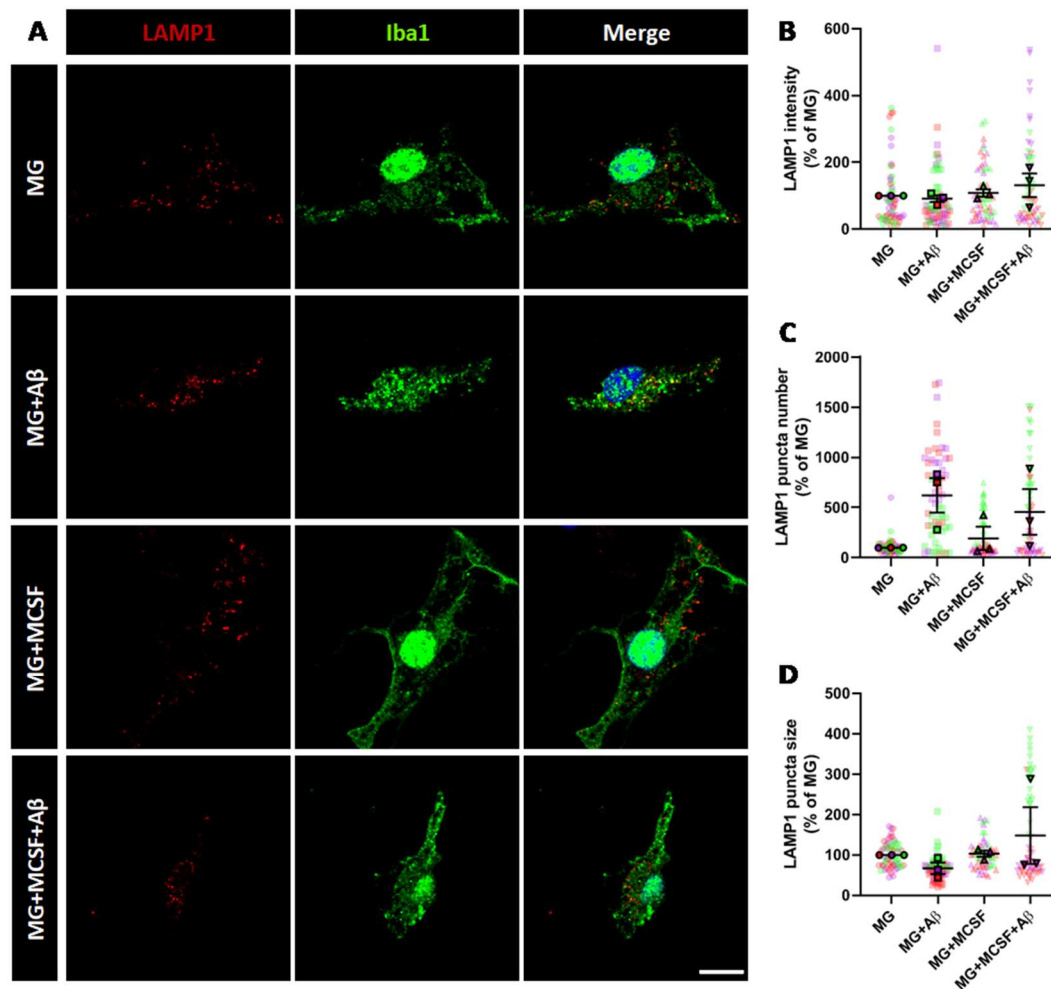 A
LAMP1
Iba1
Merge
MG
MG+Aβ
MG+MCSF
MG+MCSF+Aβ
B
LAMP1 intensity
(% of MG)
600
400
200
0
MG
MG+Aβ
MG+MCSF
MG+MCSF+Aβ
C
LAMP1 puncta number
(% of MG)
2000
1500
1000
500
0
MG
MG+Aβ
MG+MCSF
MG+MCSF+Aβ
D
LAMP1 puncta size
(% of MG)
500
400
300
200
100
0
MG
MG+Aβ
MG+MCSF
MG+MCSF+Aβ